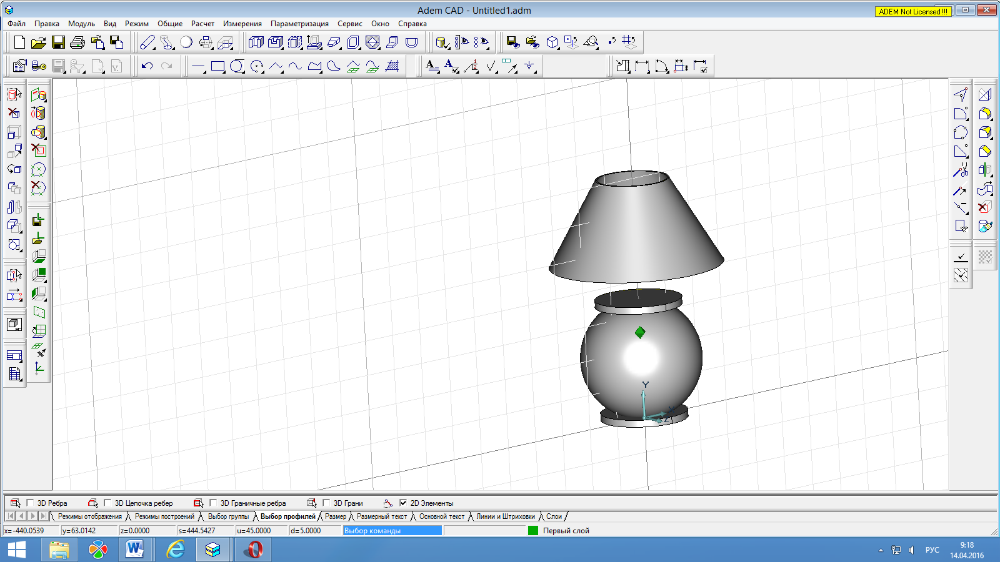 Adem CAD - Untitled1.adm
ADEM Not Licensed !!!
Файл Правка Модуль Вид Режим Общие Расчет Измерения Параметризация Сервис Окно Справка
Y
Z
3D Ребра 3D Цепочка ребер 3D Граничные ребра 3D Грани 2D Элементы
Режимы отображения Режимы построений Выбор группы Выбор профилей Размер Размерный текст Основной текст Линии и Штриховки Слои
x=-440.0539 y=63.0142 z=0.0000 s=444.5427 u=45.0000 d=5.0000 Выбор команды Первый слой
РУС
9:18
14.04.2016